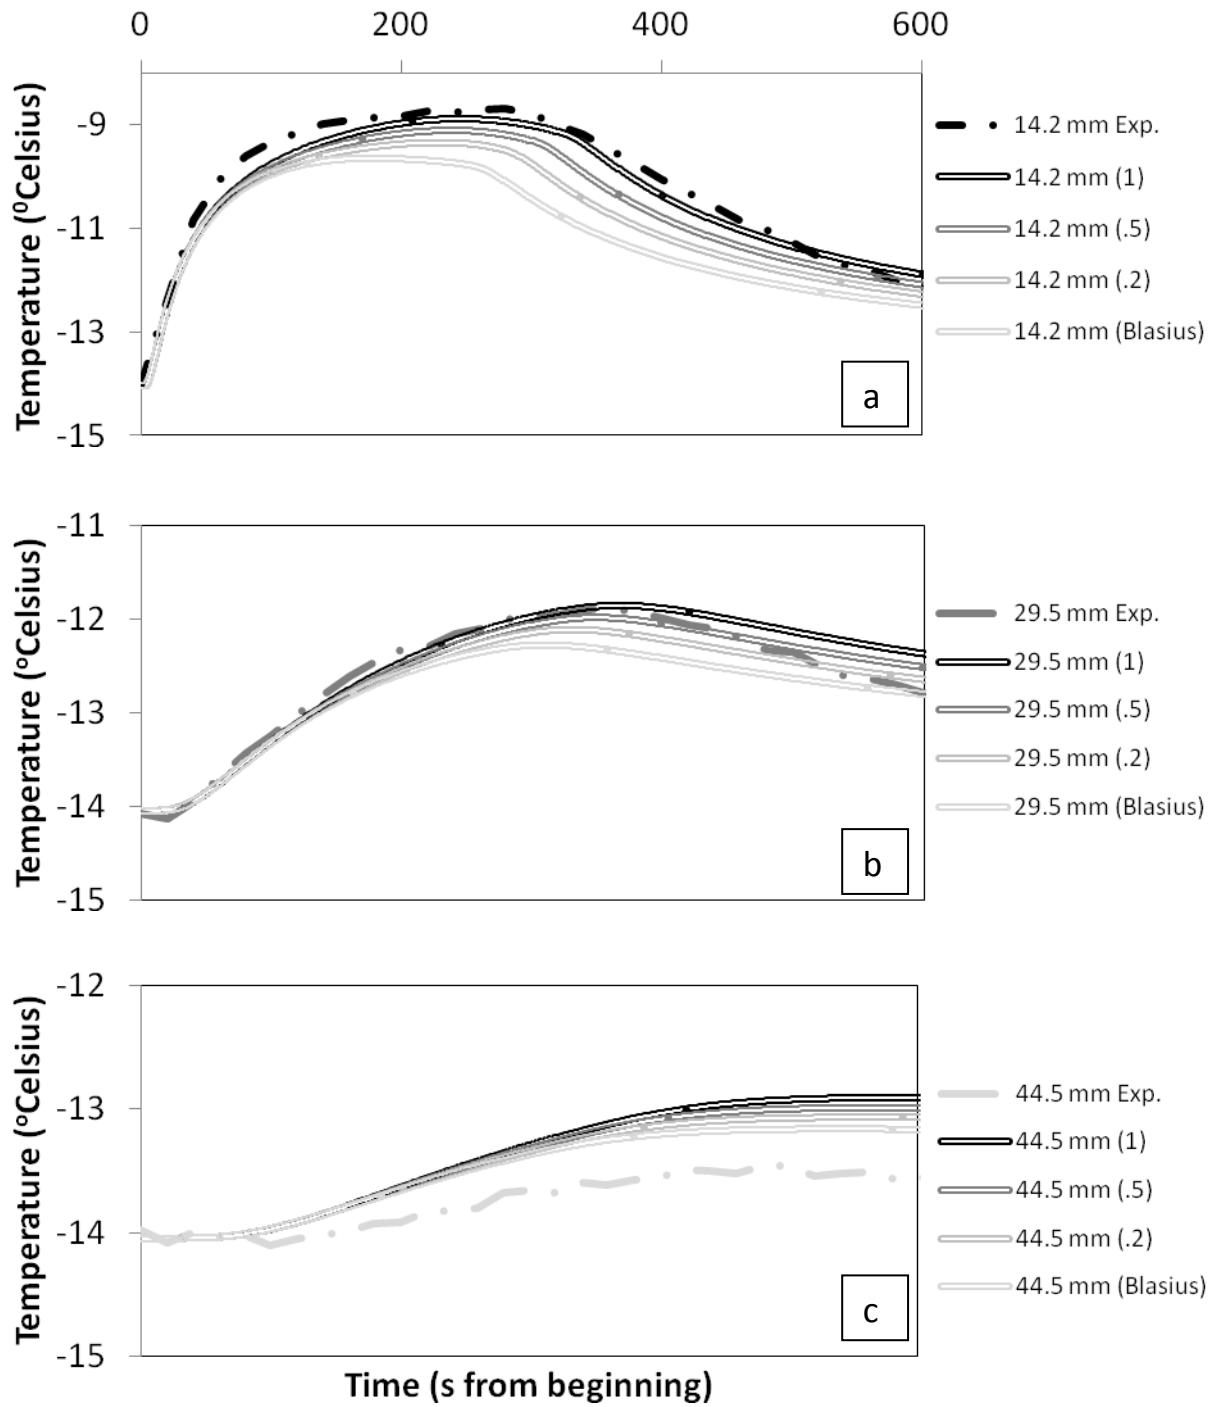 0 200 400 600
Temperature (⁰Celsius)
-9
-11
-13
-15
14.2 mm Exp.
14.2 mm (1)
14.2 mm (.5)
14.2 mm (.2)
14.2 mm (Blasius)
a
Temperature (°Celsius)
-11
-12
-13
-14
-15
29.5 mm Exp.
29.5 mm (1)
29.5 mm (.5)
29.5 mm (.2)
29.5 mm (Blasius)
b
Temperature (°Celsius)
-12
-13
-14
-15
44.5 mm Exp.
44.5 mm (1)
44.5 mm (.5)
44.5 mm (.2)
44.5 mm (Blasius)
c
Time (s from beginning)